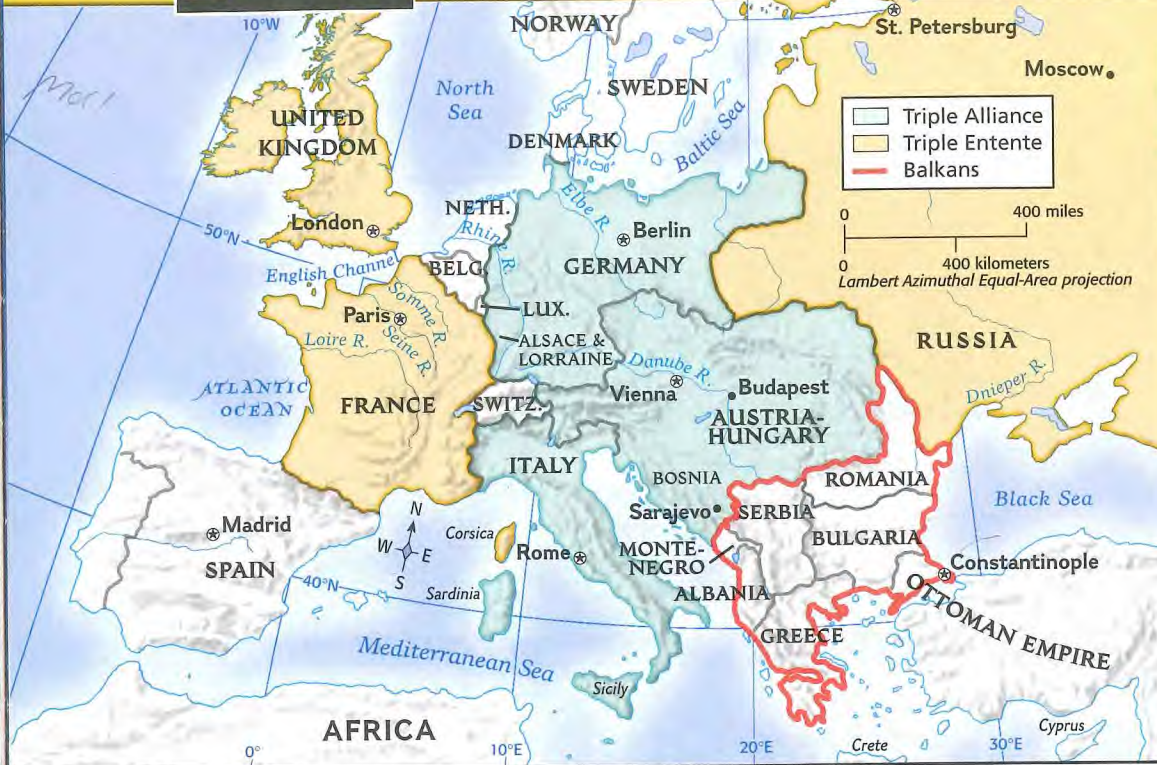 10°W
NORWAY
St. Petersburg
Moscow
SWEDEN
North
Sea
UNITED
KINGDOM
DENMARK
Baltic Sea
Triple Alliance
Triple Entente
Balkans
0 400 miles
0 400 kilometers
Lambert Azimuthal Equal-Area projection
NETH.
Elbe R.
London
50°N
Rhine R.
Berlin
English Channel
BELG.
GERMANY
Somme R.
Paris
LUX.
Loire R.
Seine R.
ALSACE &
LORRAINE
RUSSIA
Danube R.
Dnieper R.
ATLANTIC
OCEAN
FRANCE
SWITZ.
Vienna
Budapest
AUSTRIA-
HUNGARY
ITALY
BOSNIA
ROMANIA
Black Sea
Madrid
N
W E
S
Corsica
Sarajevo
SERBIA
BULGARIA
Rome
MONTE-
NEGRO
Constantinople
SPAIN
40°N
Sardinia
ALBANIA
OTTOMAN EMPIRE
GREECE
Mediterranean Sea
Sicily
AFRICA
Cyprus
Crete
0°
10°E
20°E
30°E